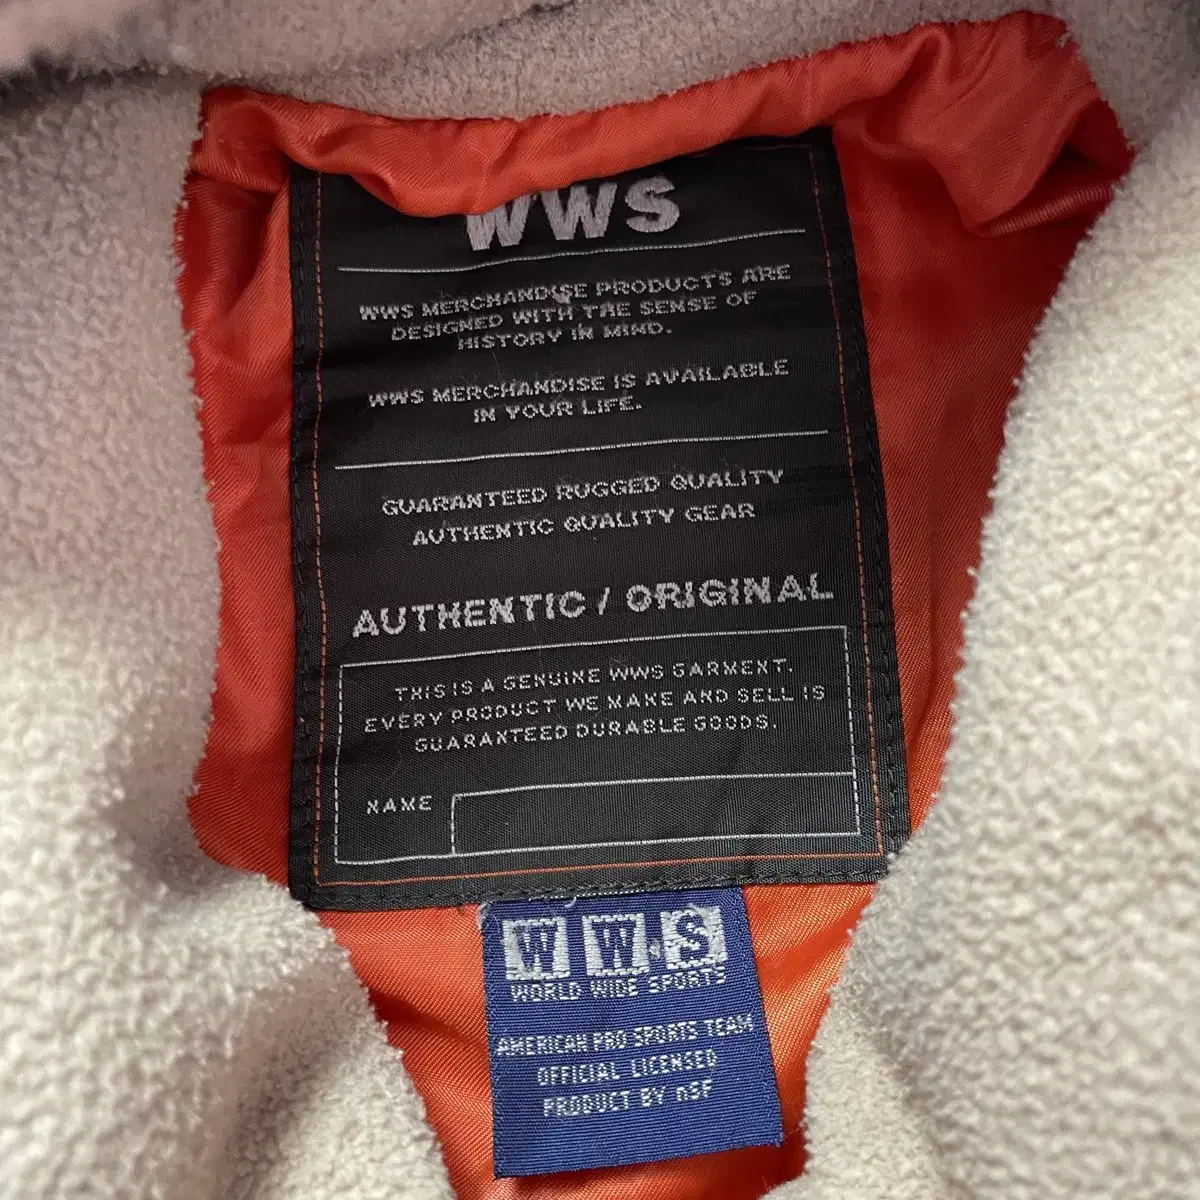 WWS
WWS MERCHANDISE PRODUCTS ARE
DESIGNED WITH THE SENSE OF
HISTORY IN MIND.
WWS MERCHANDISE IS AVAILABLE
IN YOUR LIFE.
GUARANTEED RUGGED QUALITY
AUTHENTIC QUALITY GEAR
AUTHENTIC / ORIGINAL
THIS IS A GENUINE WWS GARMENT.
EVERY PRODUCT WE MAKE AND SELL IS
GUARANTEED DURABLE GOODS.
NAME
W W S
WORLD WIDE SPORTS
AMERICAN PRO SPORTS TEAM
OFFICIAL LICENSED
PRODUCT BY nSF